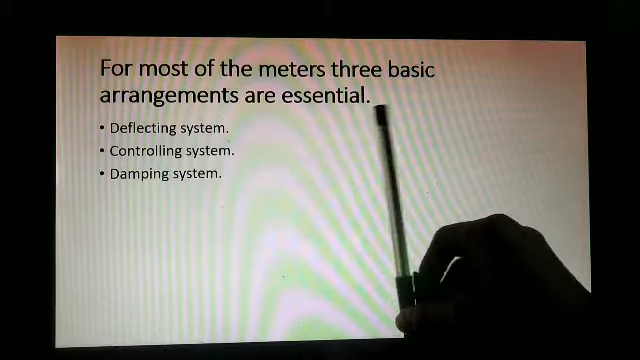 For most of the meters three basic
arrangements are essential.
• Deflecting system.
• Controlling system.
• Damping system.